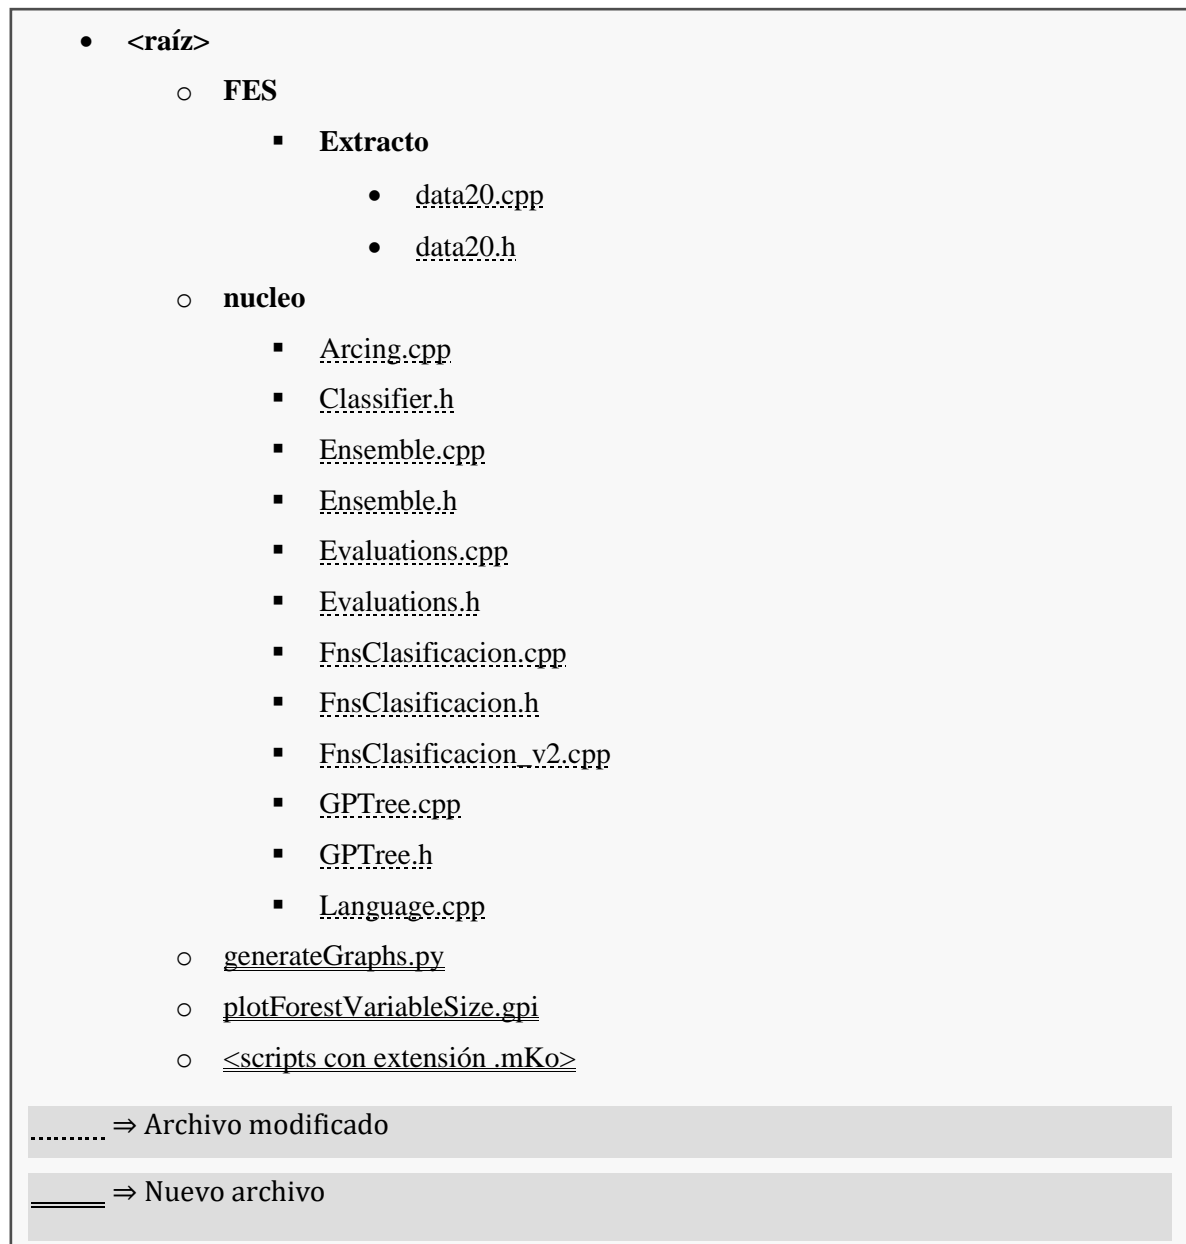 • <raíz>
o FES
▪ Extracto
• data20.cpp
• data20.h
o nucleo
▪ Arcing.cpp
▪ Classifier.h
▪ Ensemble.cpp
▪ Ensemble.h
▪ Evaluations.cpp
▪ Evaluations.h
▪ FnsClasificacion.cpp
▪ FnsClasificacion.h
▪ FnsClasificacion_v2.cpp
▪ GPTree.cpp
▪ GPTree.h
▪ Language.cpp
o generateGraphs.py
o plotForestVariableSize.gpi
o <scripts con extensión .mKo>
⇒ Archivo modificado
⇒ Nuevo archivo